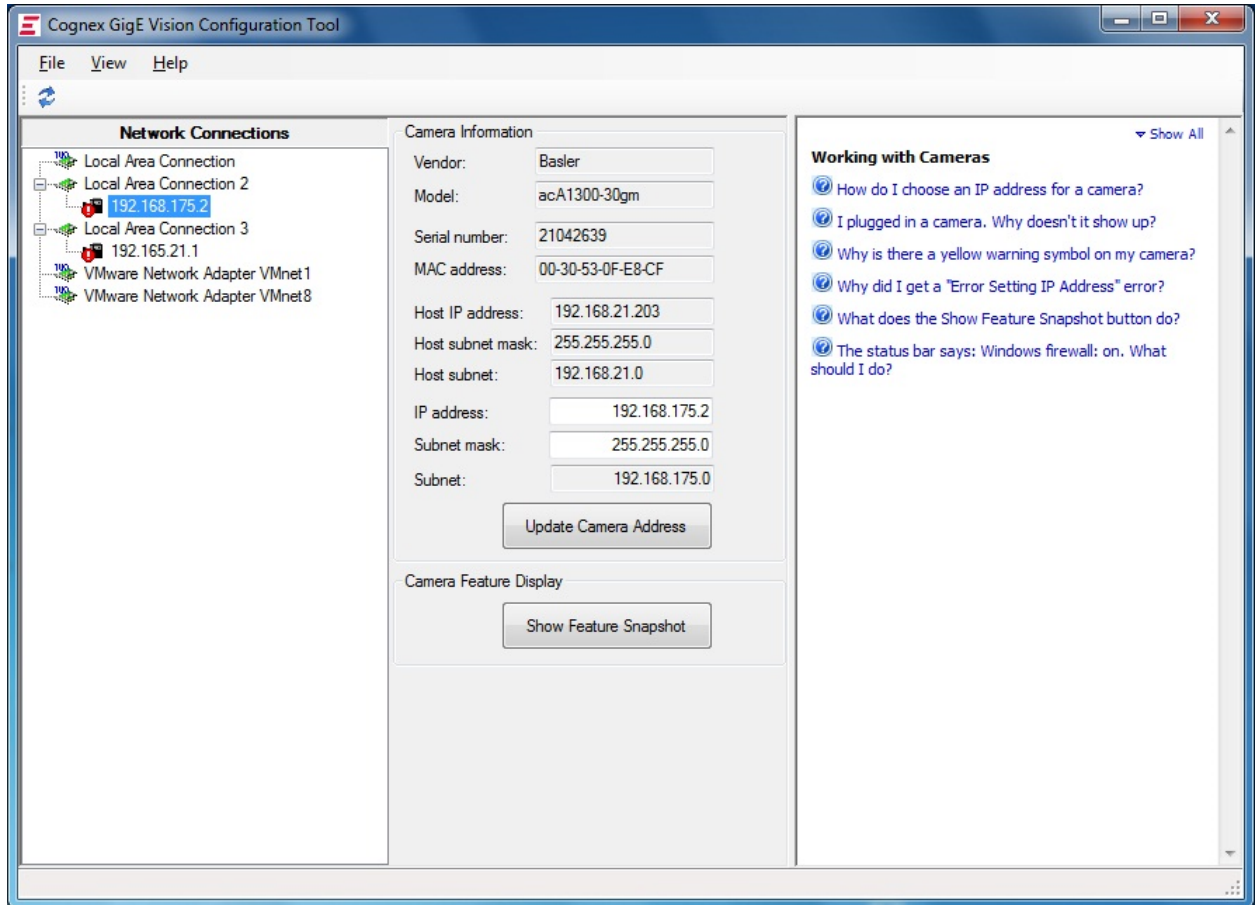 Cognex GigE Vision Configuration Tool
File View Help
Network Connections
Local Area Connection
Local Area Connection 2
192.168.175.2
Local Area Connection 3
192.165.21.1
VMware Network Adapter VMnet1
VMware Network Adapter VMnet8
Camera Information
Vendor: Basler
Model: acA1300-30gm
Serial number: 21042639
MAC address: 00-30-53-0F-E8-CF
Host IP address: 192.168.21.203
Host subnet mask: 255.255.255.0
Host subnet: 192.168.21.0
IP address: 192.168.175.2
Subnet mask: 255.255.255.0
Subnet: 192.168.175.0
Update Camera Address
Camera Feature Display
Show Feature Snapshot
Show All
Working with Cameras
How do I choose an IP address for a camera?
I plugged in a camera. Why doesn't it show up?
Why is there a yellow warning symbol on my camera?
Why did I get a "Error Setting IP Address" error?
What does the Show Feature Snapshot button do?
The status bar says: Windows firewall: on. What
should I do?